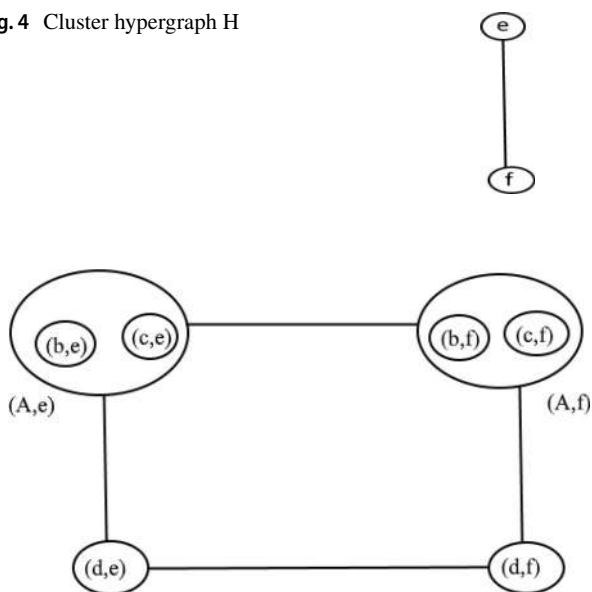 g. 4 Cluster hypergraph H
e
f
(b,e) (c,e) (b,f) (c,f)
(A,e) (A,f)
(d,e) (d,f)